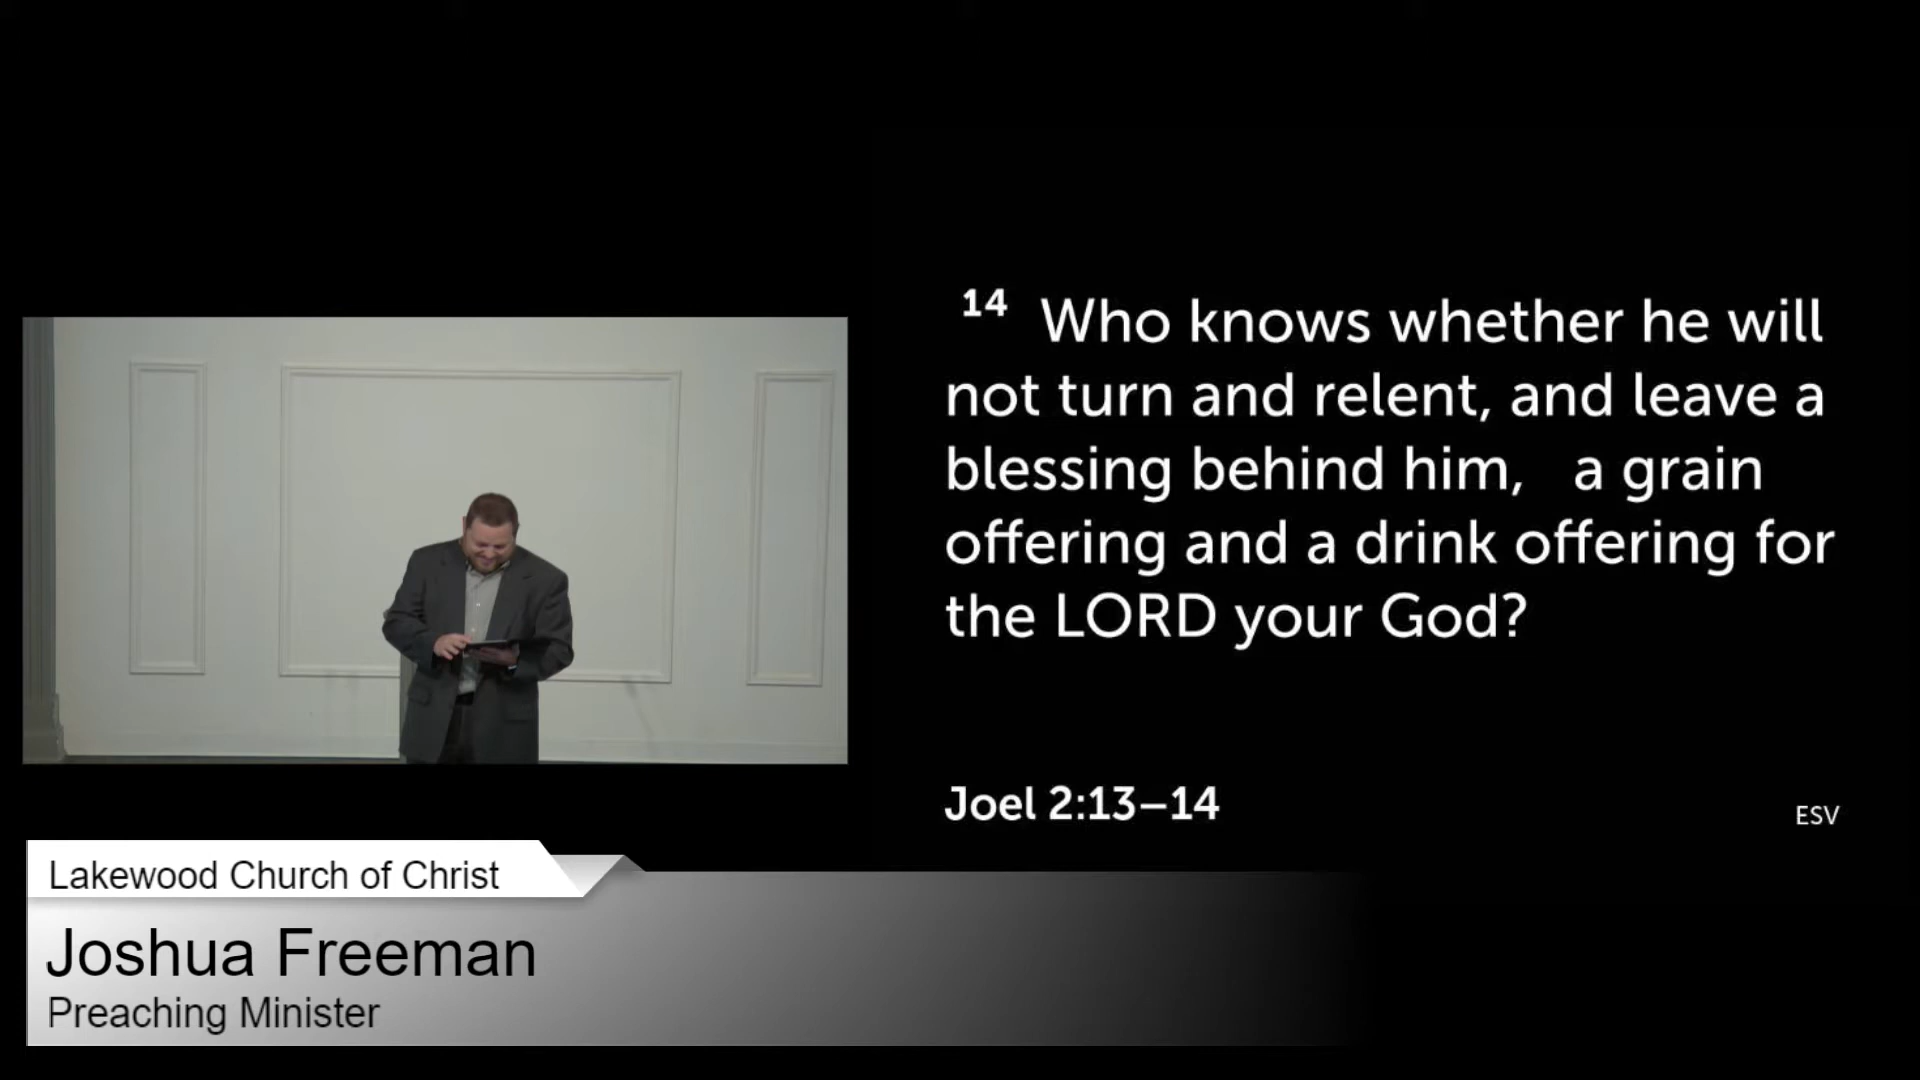 14 Who knows whether he will
not turn and relent, and leave a
blessing behind him, a grain
offering and a drink offering for
the LORD your God?
Joel 2:13–14
ESV
Lakewood Church of Christ
Joshua Freeman
Preaching Minister